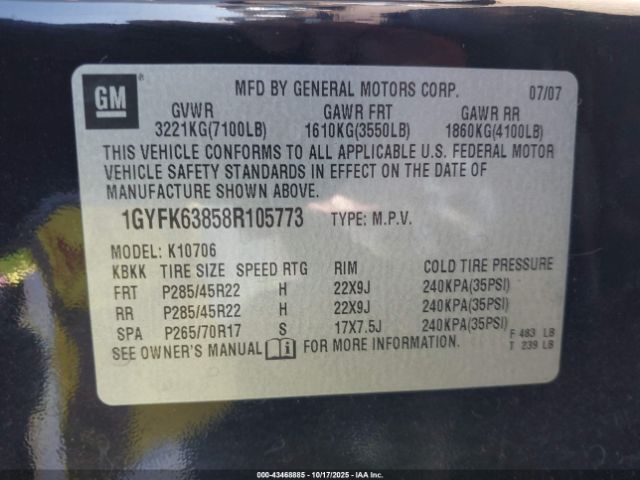 GM ®
MFD BY GENERAL MOTORS CORP. 07/07
GVWR GAWR FRT GAWR RR
3221KG(7100LB) 1610KG(3550LB) 1860KG(4100LB)
THIS VEHICLE CONFORMS TO ALL APPLICABLE U.S. FEDERAL MOTOR
VEHICLE SAFETY STANDARDS IN EFFECT ON THE DATE OF
MANUFACTURE SHOWN ABOVE.
1GYFK63858R105773 TYPE: M.P.V.
MODEL: K10706
KBKK TIRE SIZE SPEED RTG RIM COLD TIRE PRESSURE
FRT P285/45R22 H 22X9J 240KPA(35PSI)
RR P285/45R22 H 22X9J 240KPA(35PSI)
SPA P265/70R17 S 17X7.5J 240KPA(35PSI)
F 483 LB
T 239 LB
SEE OWNER'S MANUAL FOR MORE INFORMATION.
000-43468885 - 10/17/2025 - IAA, Inc.